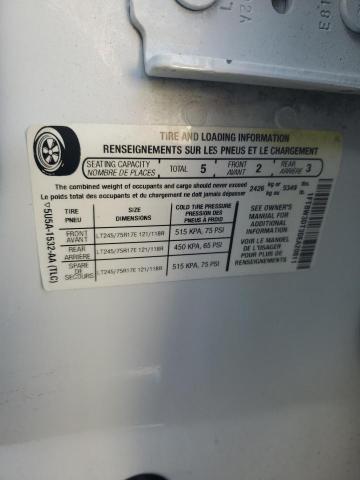 TIRE AND LOADING INFORMATION
RENSEIGNEMENTS SUR LES PNEUS ET LE CHARGEMENT
SEATING CAPACITY
NOMBRE DE PLACES
TOTAL 5
FRONT
AVANT 2
REAR
ARRIÈRE 3
The combined weight of occupants and cargo should never exceed
Le poids total des occupants et du chargement ne doit jamais dépasser
2426 kg or
kg ou 5349 lbs.
lb.
TIRE
PNEU
SIZE
DIMENSIONS
COLD TIRE PRESSURE
PRESSION DES
PNEUS À FROID
FRONT
AVANT
LT245/75R17E 121/118R
515 KPA, 75 PSI
REAR
ARRIÈRE
LT245/75R17E 121/118R
450 KPA, 65 PSI
SPARE
DE
SECOURS
LT245/75R17E 121/118R
515 KPA, 75 PSI
SEE OWNER'S
MANUAL FOR
ADDITIONAL
INFORMATION
VOIR LE MANUEL
DE L'USAGER
POUR PLUS DE
RENSEIGNEMENTS
5U5A-1532-AA (TLC)